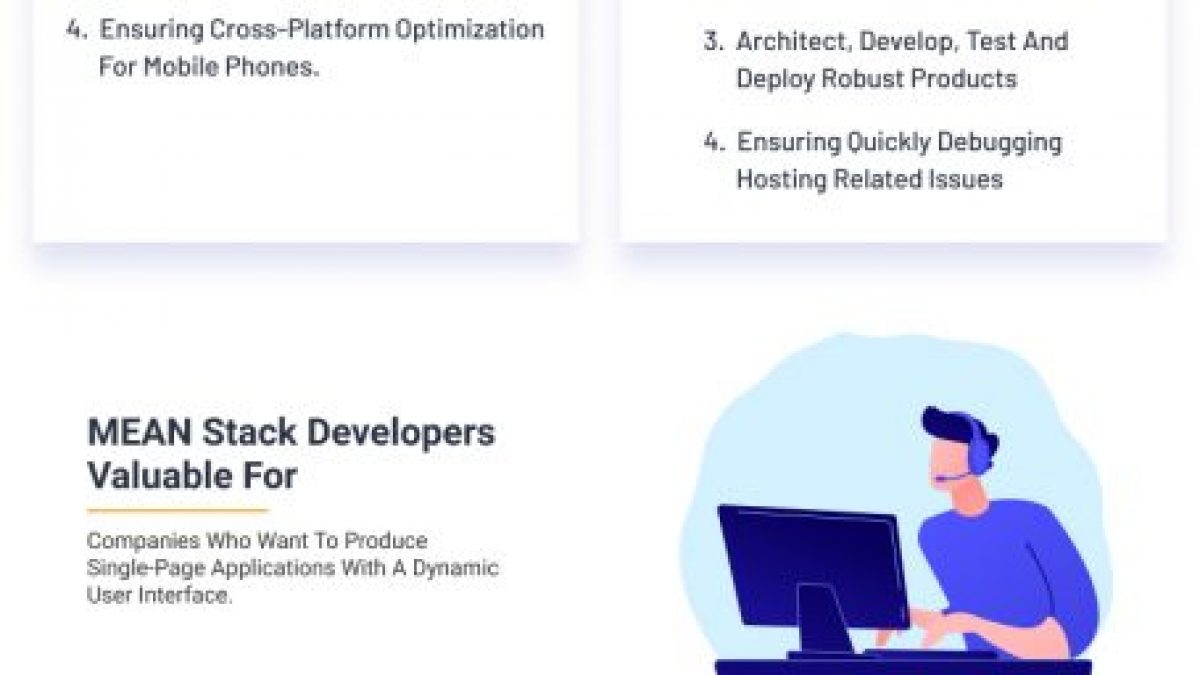 4. Ensuring Cross-Platform Optimization
For Mobile Phones.
3. Architect, Develop, Test And
Deploy Robust Products
4. Ensuring Quickly Debugging
Hosting Related Issues
MEAN Stack Developers
Valuable For
Companies Who Want To Produce
Single-Page Applications With A Dynamic
User Interface.